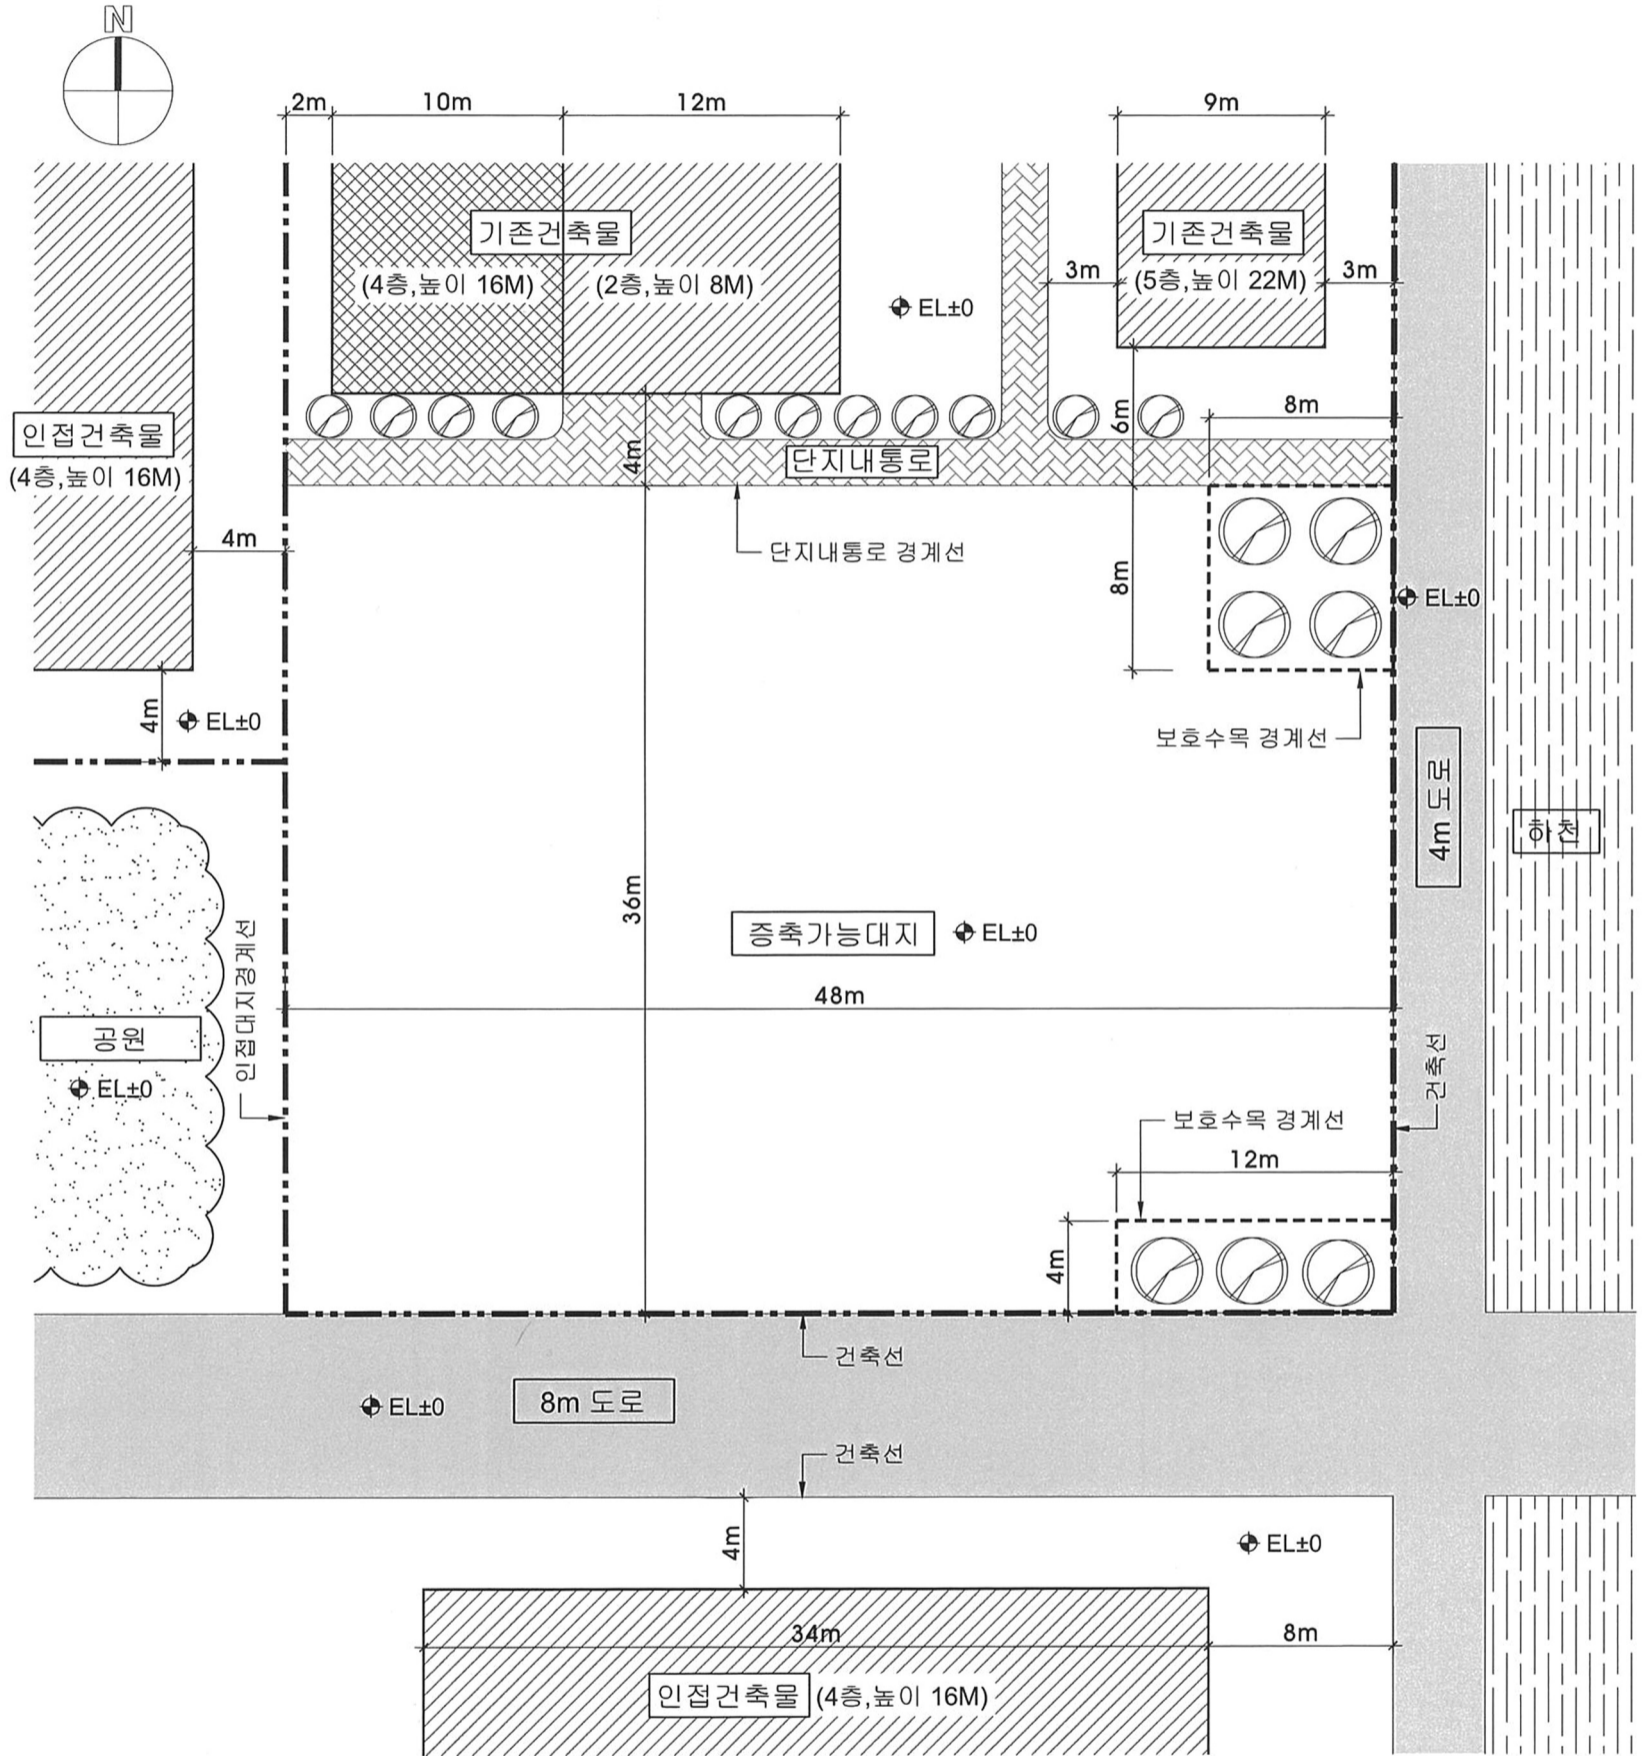 N
2m
10m
12m
9m
기존건축물
(4층,높이 16M)
(2층,높이 8M)
EL±0
기존건축물
(5층,높이 22M)
3m
3m
인접건축물
(4층,높이 16M)
4m
단지내통로
6m
8m
4m
단지내통로 경계선
8m
EL±0
4m
EL±0
보호수목 경계선
4m 도로
하천
36m
증축가능대지
EL±0
48m
인접대지경계선
공원
EL±0
건축선
보호수목 경계선
12m
4m
건축선
8m 도로
EL±0
건축선
4m
EL±0
34m
8m
인접건축물
(4층,높이 16M)